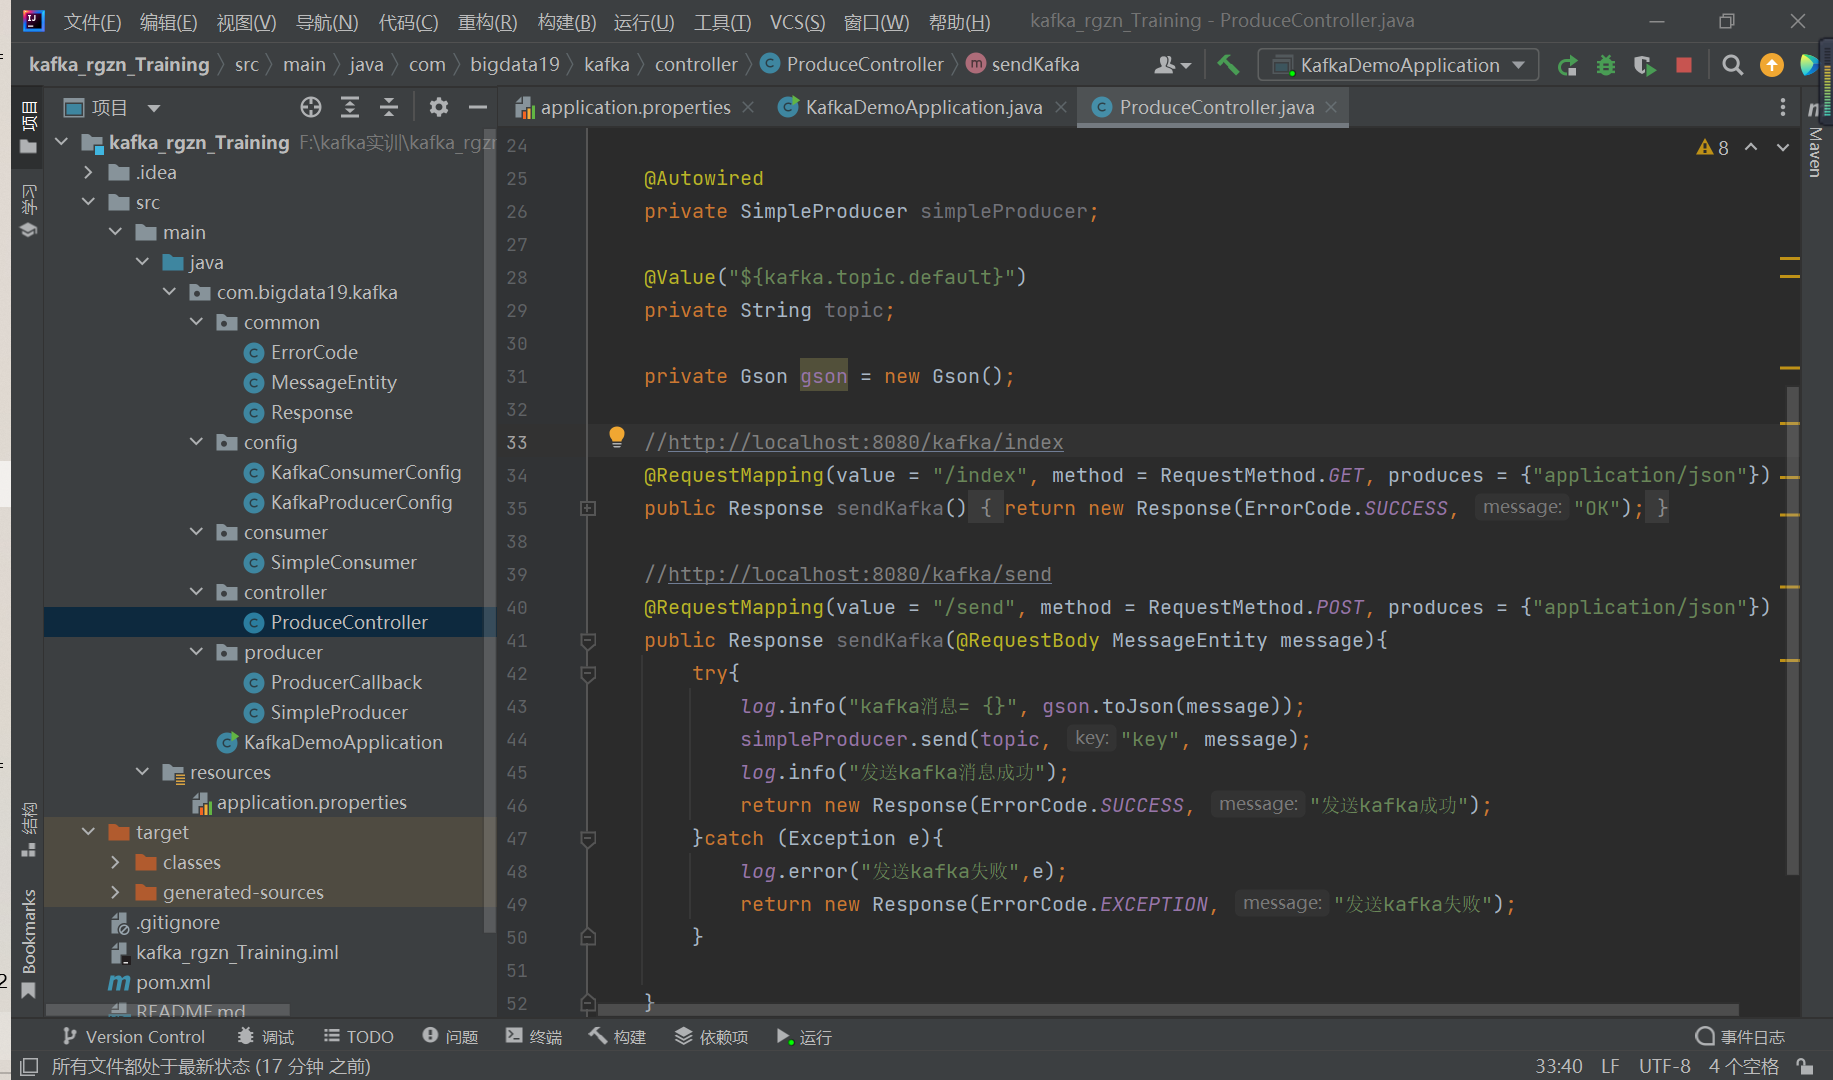 文件(F) 编辑(E) 视图(V) 导航(N) 代码(C) 重构(R) 构建(B) 运行(U) 工具(T) VCS(S) 窗口(W) 帮助(H) kafka_rgzn_Training - ProduceController.java
kafka_rgzn_Training src main java com bigdata19 kafka controller ProduceController sendKafka KafkaDemoApplication
项目
application.properties KafkaDemoApplication.java ProduceController.java
项目
学习
结构
Bookmarks
Maven
kafka_rgzn_Training F:\kafka实训\kafka_rgzn
.idea
src
main
java
com.bigdata19.kafka
common
ErrorCode
MessageEntity
Response
config
KafkaConsumerConfig
KafkaProducerConfig
consumer
SimpleConsumer
controller
ProduceController
producer
ProducerCallback
SimpleProducer
KafkaDemoApplication
resources
application.properties
target
classes
generated-sources
.gitignore
kafka_rgzn_Training.iml
pom.xml
README.md
8
24
25 @Autowired
26 private SimpleProducer simpleProducer;
27
28 @Value("${kafka.topic.default}")
29 private String topic;
30
31 private Gson gson = new Gson();
32
33 //http://localhost:8080/kafka/index
34 @RequestMapping(value = "/index", method = RequestMethod.GET, produces = {"application/json"})
35 public Response sendKafka() { return new Response(ErrorCode.SUCCESS, message: "OK"); }
38
39 //http://localhost:8080/kafka/send
40 @RequestMapping(value = "/send", method = RequestMethod.POST, produces = {"application/json"})
41 public Response sendKafka(@RequestBody MessageEntity message){
42 try{
43 log.info("kafka消息= {}", gson.toJson(message));
44 simpleProducer.send(topic, key: "key", message);
45 log.info("发送kafka消息成功");
46 return new Response(ErrorCode.SUCCESS, message: "发送kafka成功");
47 }catch (Exception e){
48 log.error("发送kafka失败",e);
49 return new Response(ErrorCode.EXCEPTION, message: "发送kafka失败");
50 }
51
52 }
Version Control 调试 TODO 问题 终端 构建 依赖项 运行 事件日志
所有文件都处于最新状态 (17 分钟 之前) 33:40 LF UTF-8 4 个空格